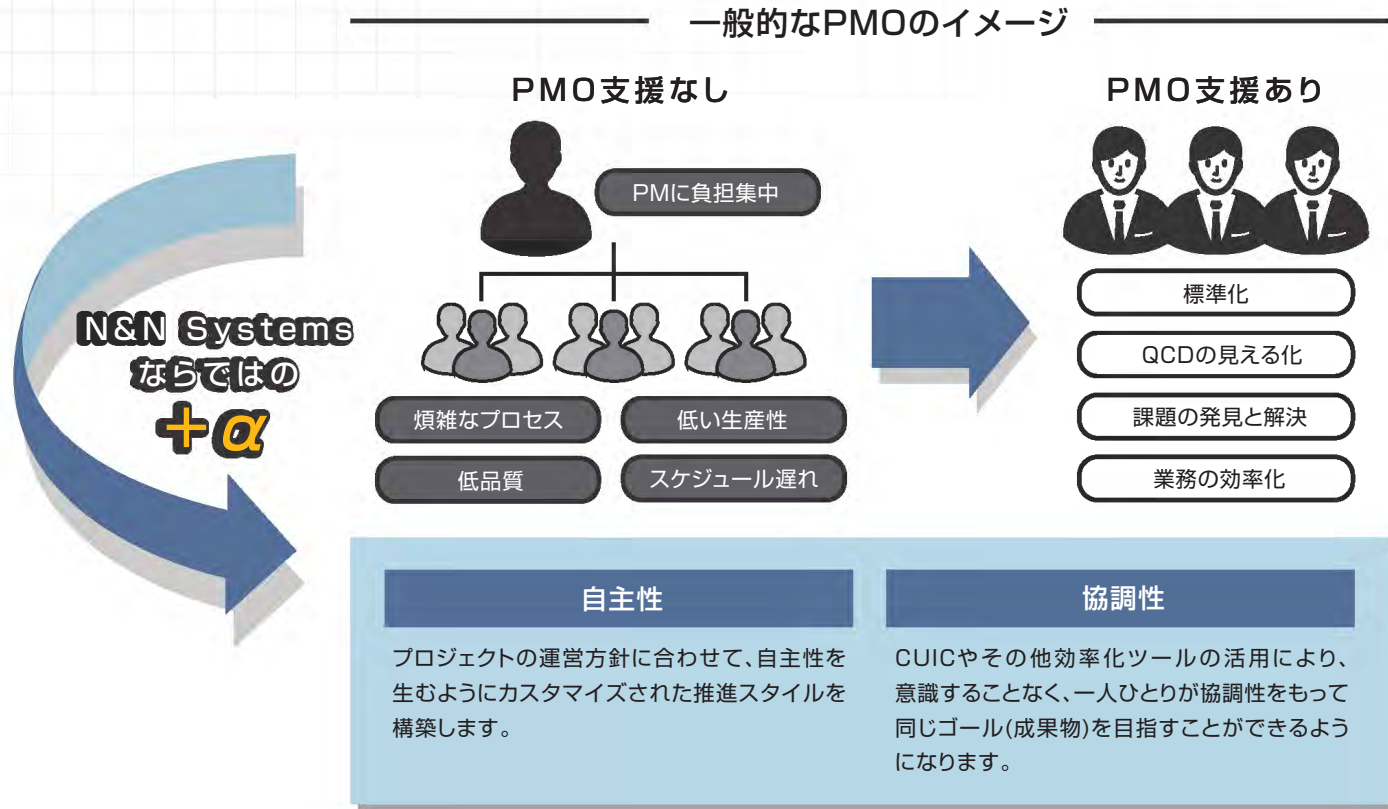 一般的なPMOのイメージ
PMO支援なし
PMに負担集中
煩雑なプロセス
低い生産性
低品質
スケジュール遅れ
PMO支援あり
標準化
QCDの見える化
課題の発見と解決
業務の効率化
N&N Systems
ならではの
+α
自主性
プロジェクトの運営方針に合わせて、自主性を
生むようにカスタマイズされた推進スタイルを
構築します。
協調性
CUICやその他効率化ツールの活用により、
意識することなく、一人ひとりが協調性をもって
同じゴール(成果物)を目指すことができるよう
になります。